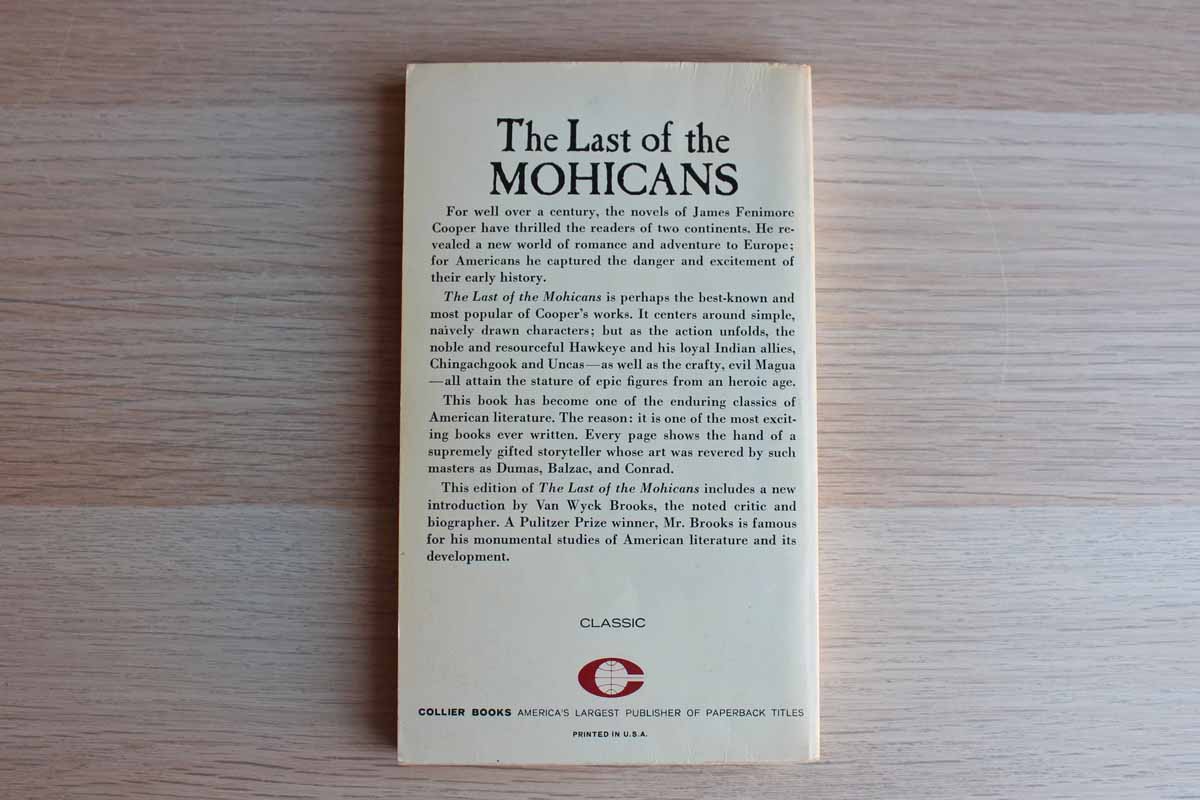 The Last of the
MOHICANS
For well over a century, the novels of James Fenimore
Cooper have thrilled the readers of two continents. He re-
vealed a new world of romance and adventure to Europe;
for Americans he captured the danger and excitement of
their early history.
The Last of the Mohicans is perhaps the best-known and
most popular of Cooper's works. It centers around simple,
naïvely drawn characters; but as the action unfolds, the
noble and resourceful Hawkeye and his loyal Indian allies,
Chingachgook and Uncas—as well as the crafty, evil Magua
—all attain the stature of epic figures from an heroic age.
This book has become one of the enduring classics of
American literature. The reason: it is one of the most excit-
ing books ever written. Every page shows the hand of a
supremely gifted storyteller whose art was revered by such
masters as Dumas, Balzac, and Conrad.
This edition of The Last of the Mohicans includes a new
introduction by Van Wyck Brooks, the noted critic and
biographer. A Pulitzer Prize winner, Mr. Brooks is famous
for his monumental studies of American literature and its
development.
CLASSIC
COLLIER BOOKS AMERICA'S LARGEST PUBLISHER OF PAPERBACK TITLES
PRINTED IN U.S.A.